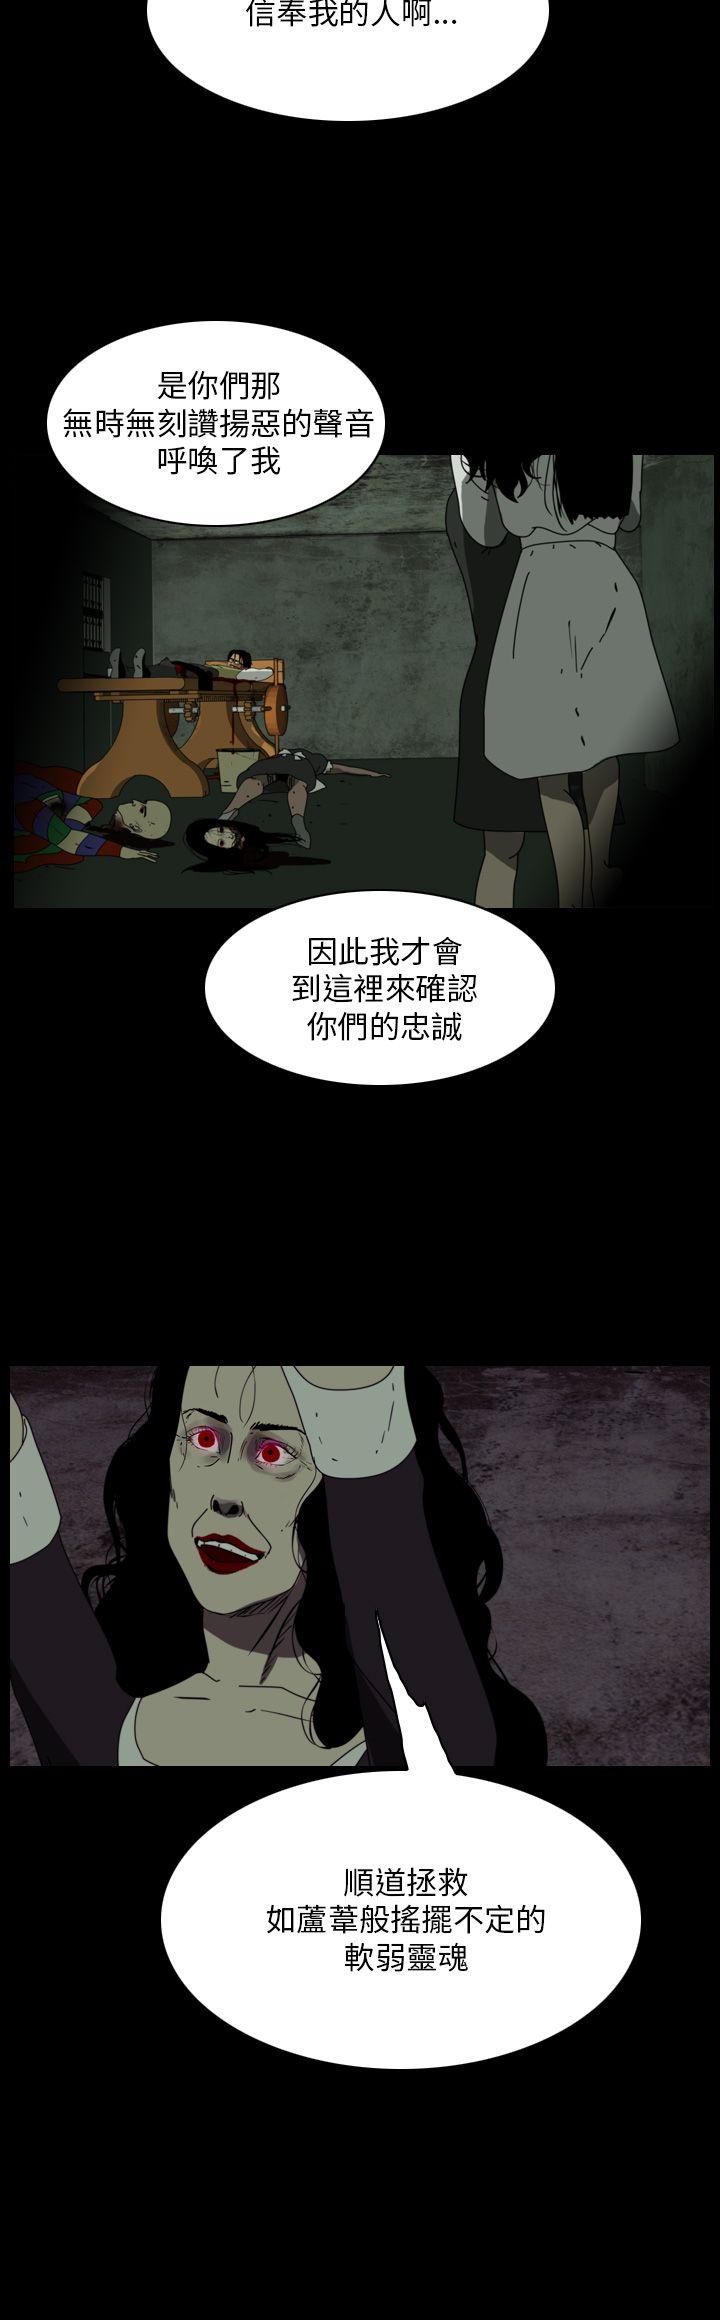 信奉我的人啊...
是你們那
無時無刻讚揚惡的聲音
呼喚了我
因此我才會
到這裡來確認
你們的忠誠
順道拯救
如蘆葦般搖擺不定的
軟弱靈魂